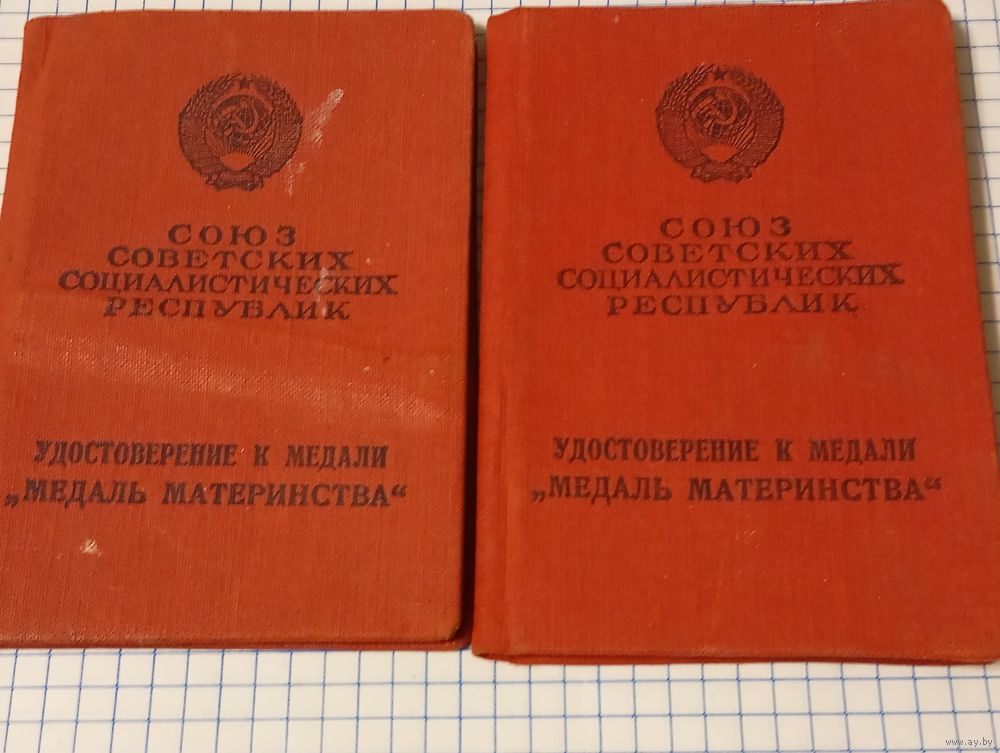 СОЮЗ
СОВЕТСКИХ
СОЦИАЛИСТИЧЕСКИХ
РЕСПУБЛИК
УДОСТОВЕРЕНИЕ К МЕДАЛИ
„МЕДАЛЬ МАТЕРИНСТВА“
СОЮЗ
СОВЕТСКИХ
СОЦИАЛИСТИЧЕСКИХ
РЕСПУБЛИК
УДОСТОВЕРЕНИЕ К МЕДАЛИ
„МЕДАЛЬ МАТЕРИНСТВА“
© www.ay.by